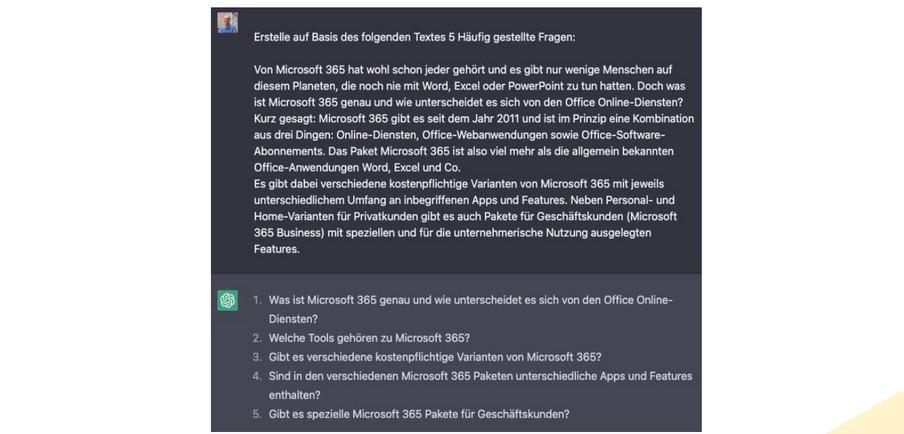 Erstelle auf Basis des folgenden Textes 5 Häufig gestellte Fragen:
Von Microsoft 365 hat wohl schon jeder gehört und es gibt nur wenige Menschen auf
diesem Planeten, die noch nie mit Word, Excel oder PowerPoint zu tun hatten. Doch was
ist Microsoft 365 genau und wie unterscheidet es sich von den Office Online-Diensten?
Kurz gesagt: Microsoft 365 gibt es seit dem Jahr 2011 und ist im Prinzip eine Kombination
aus drei Dingen: Online-Diensten, Office-Webanwendungen sowie Office-Software-
Abonnements. Das Paket Microsoft 365 ist also viel mehr als die allgemein bekannten
Office-Anwendungen Word, Excel und Co.
Es gibt dabei verschiedene kostenpflichtige Varianten von Microsoft 365 mit jeweils
unterschiedlichem Umfang an inbegriffenen Apps und Features. Neben Personal- und
Home-Varianten für Privatkunden gibt es auch Pakete für Geschäftskunden (Microsoft
365 Business) mit speziellen und für die unternehmerische Nutzung ausgelegten
Features.
1. Was ist Microsoft 365 genau und wie unterscheidet es sich von den Office Online-
Diensten?
2. Welche Tools gehören zu Microsoft 365?
3. Gibt es verschiedene kostenpflichtige Varianten von Microsoft 365?
4. Sind in den verschiedenen Microsoft 365 Paketen unterschiedliche Apps und Features
enthalten?
5. Gibt es spezielle Microsoft 365 Pakete für Geschäftskunden?